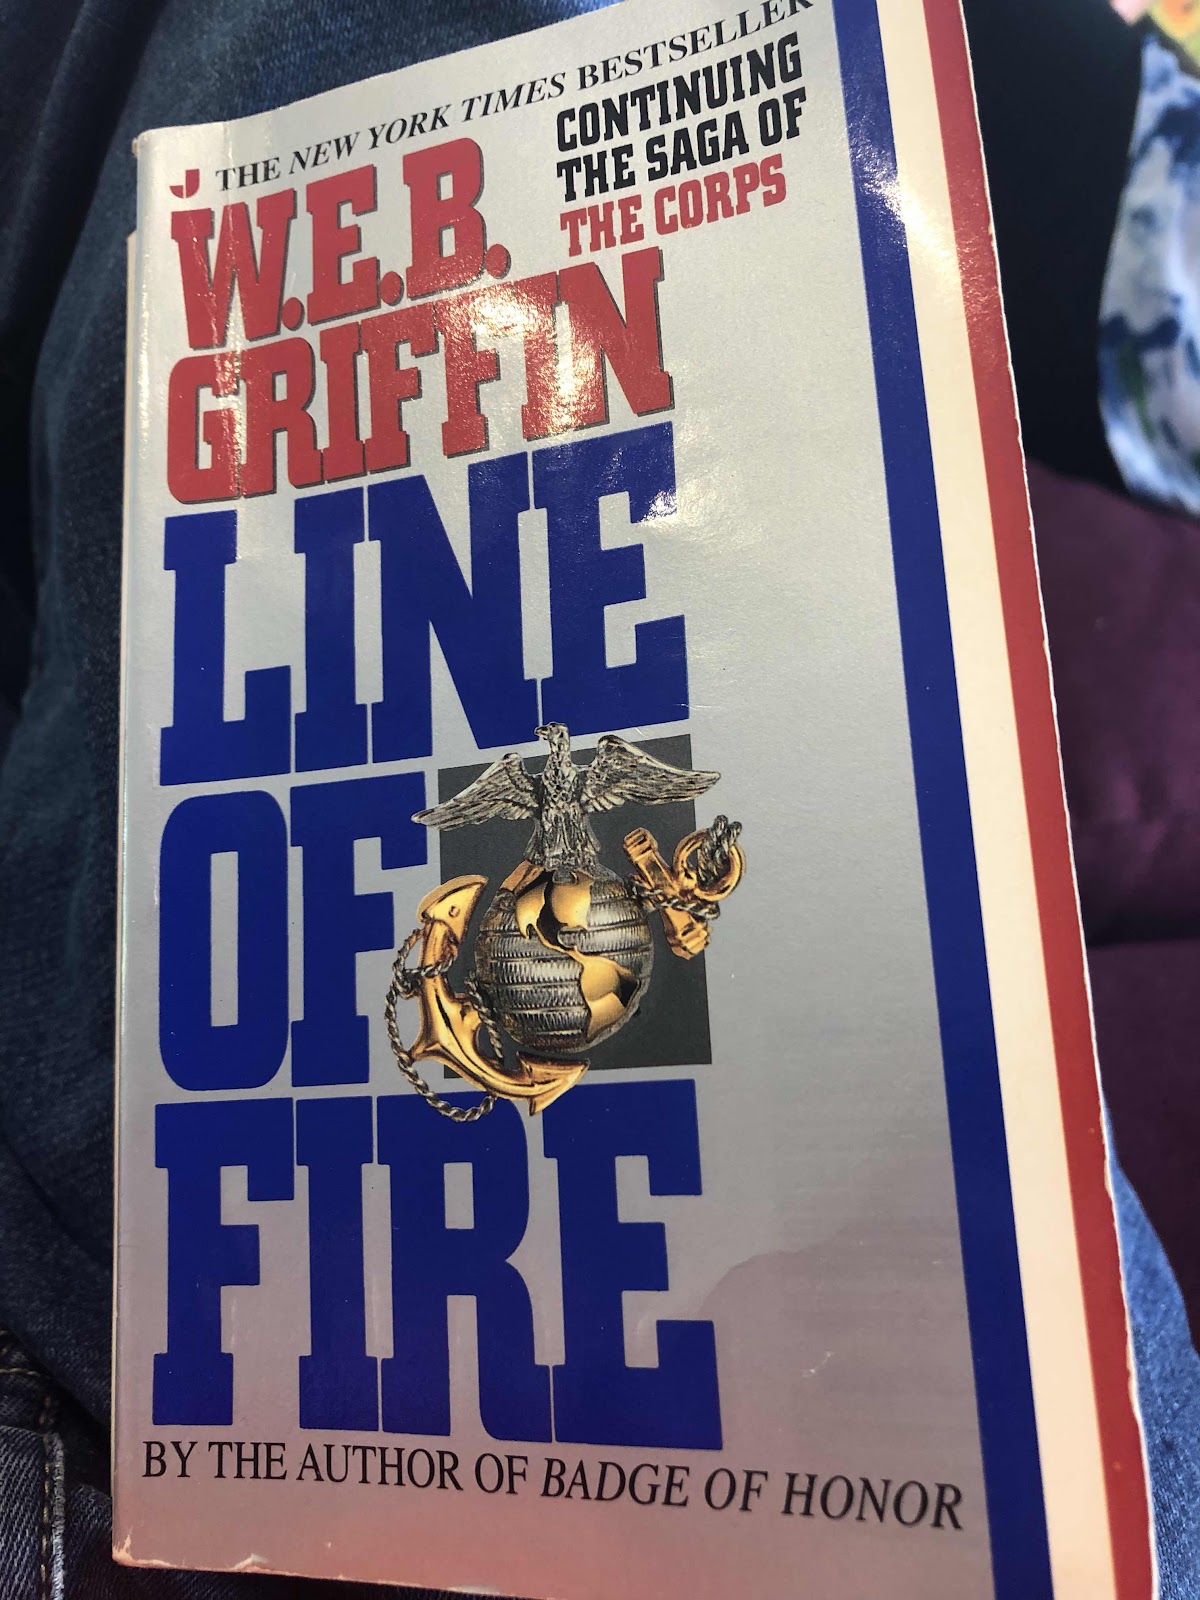 THE NEW YORK TIMES BESTSELLER
W.E.B.
GRIFFIN
CONTINUING
THE SAGA OF
THE CORPS
LINE
OF
FIRE
BY THE AUTHOR OF BADGE OF HONOR